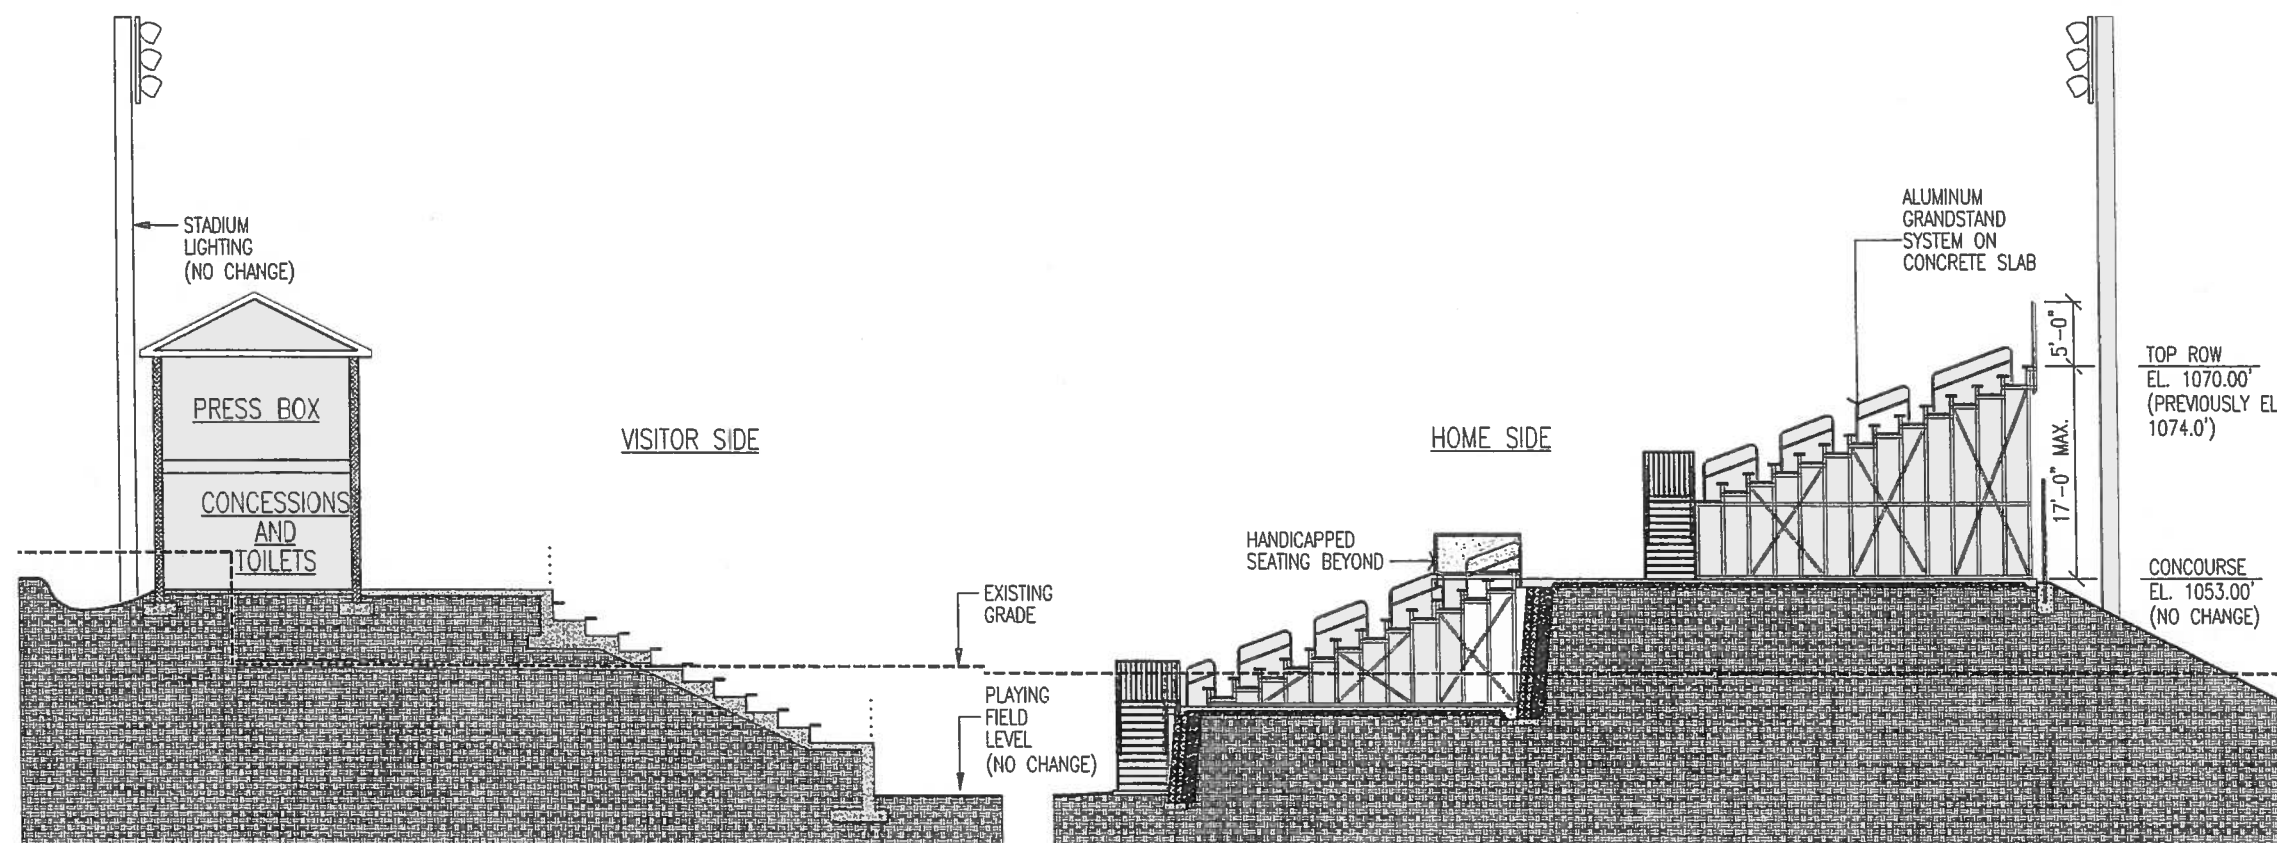 STADIUM
LIGHTING
(NO CHANGE)
PRESS BOX
CONCESSIONS
AND
TOILETS
VISITOR SIDE
EXISTING
GRADE
PLAYING
FIELD
LEVEL
(NO CHANGE)
HOME SIDE
HANDICAPPED
SEATING BEYOND
ALUMINUM
GRANDSTAND
SYSTEM ON
CONCRETE SLAB
5'-0"
17'-0" MAX.
TOP ROW
EL. 1070.00'
(PREVIOUSLY EL
1074.0')
CONCOURSE
EL. 1053.00'
(NO CHANGE)